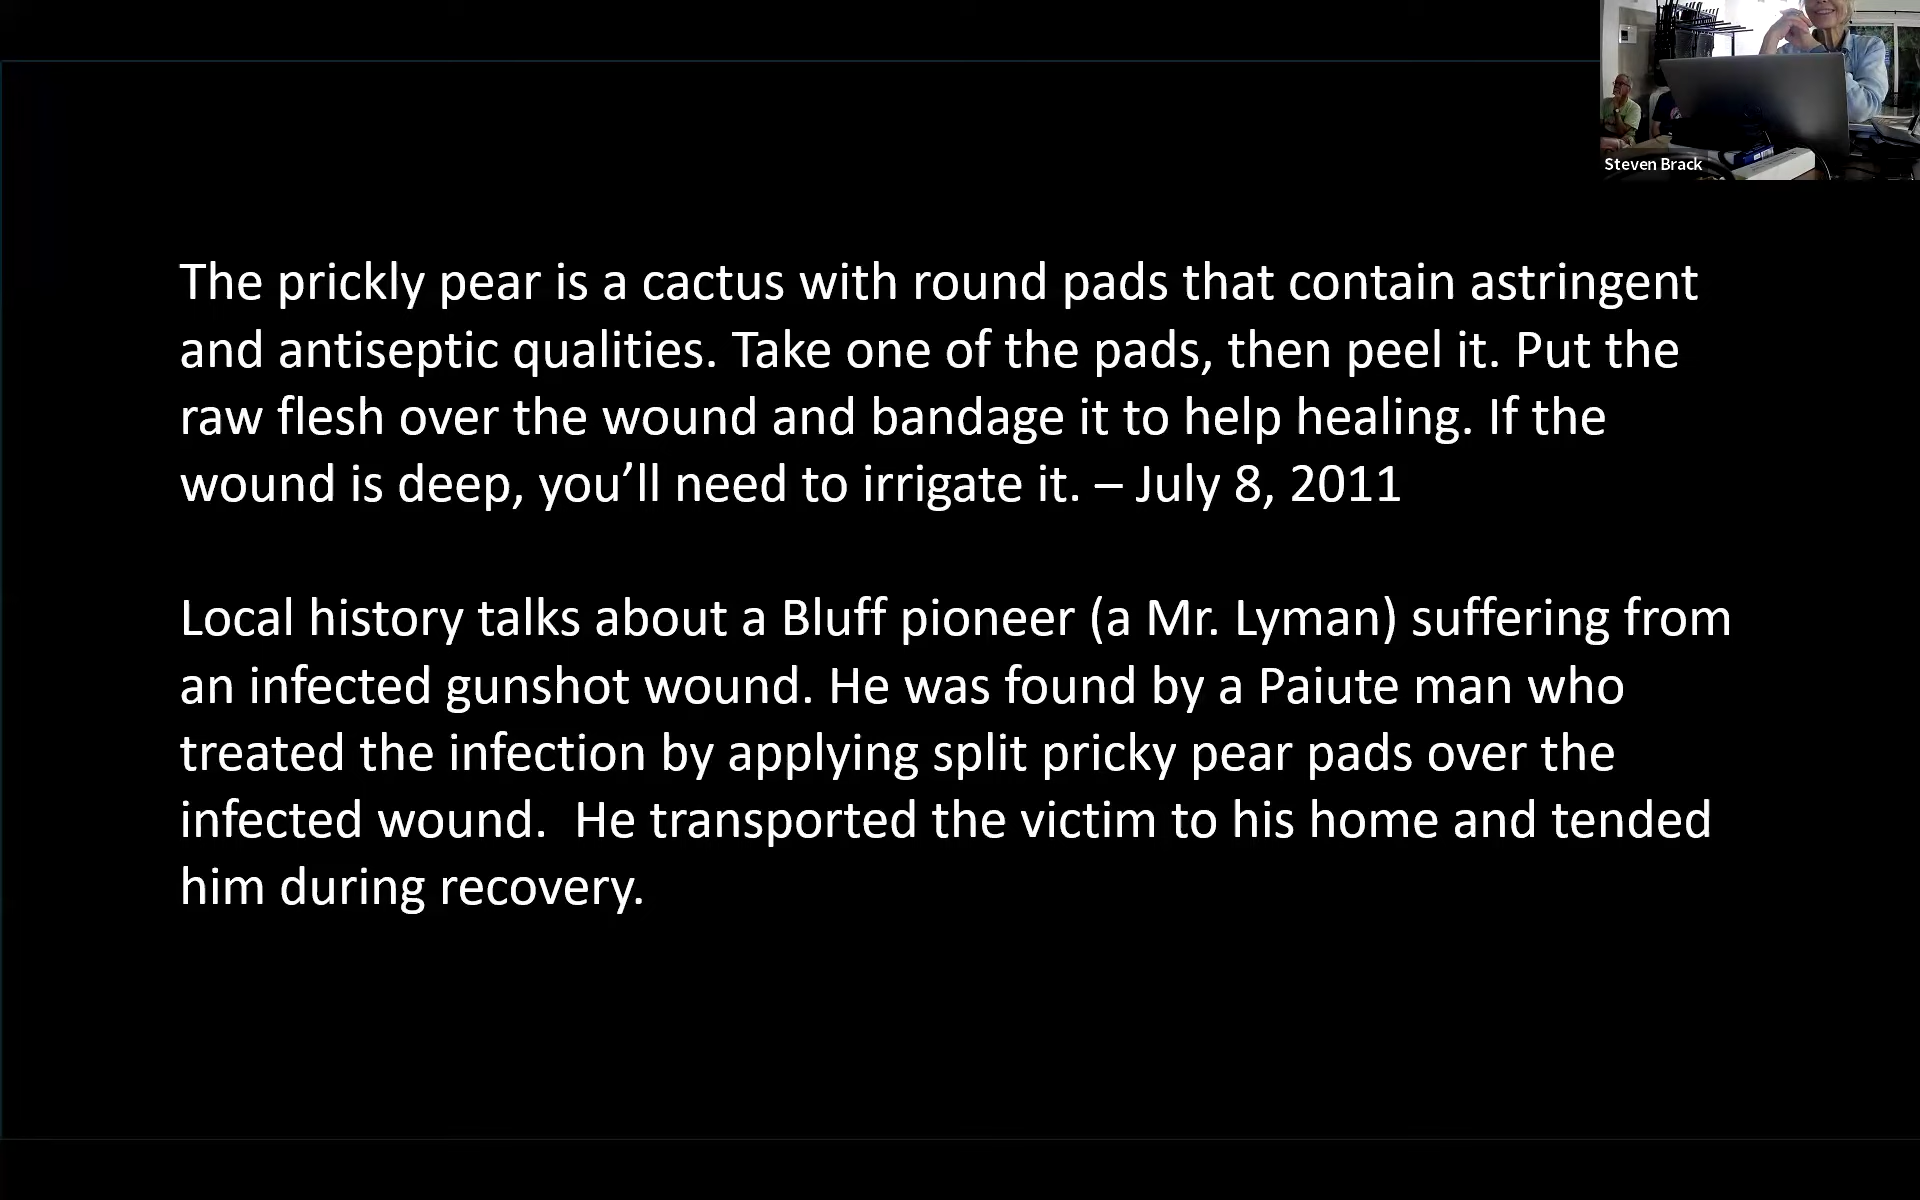 Steven Brack
The prickly pear is a cactus with round pads that contain astringent
and antiseptic qualities. Take one of the pads, then peel it. Put the
raw flesh over the wound and bandage it to help healing. If the
wound is deep, you’ll need to irrigate it. – July 8, 2011
Local history talks about a Bluff pioneer (a Mr. Lyman) suffering from
an infected gunshot wound. He was found by a Paiute man who
treated the infection by applying split pricky pear pads over the
infected wound.  He transported the victim to his home and tended
him during recovery.